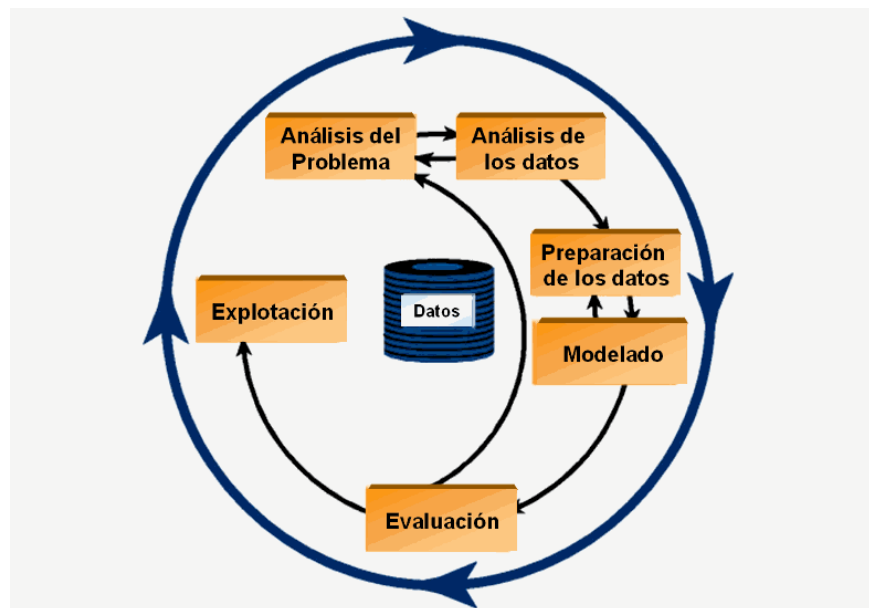 Análisis del
Problema
Análisis de
los datos
Preparación
de los datos
Explotación
Datos
Modelado
Evaluación